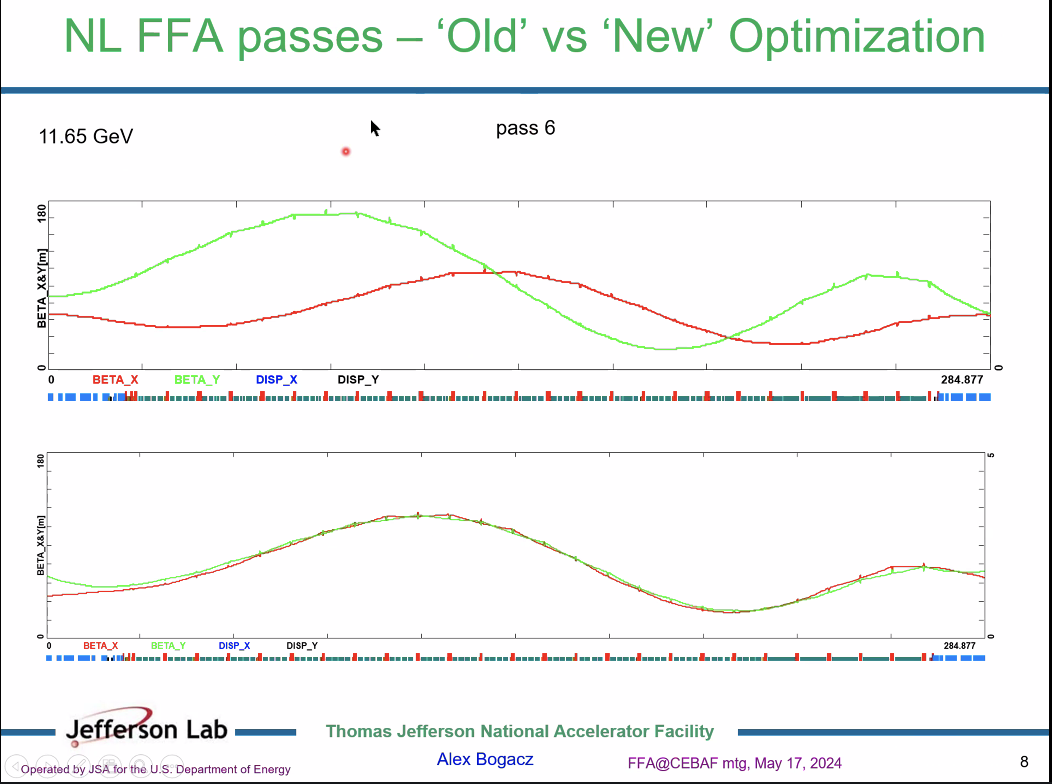 NL FFA passes – ‘Old’ vs ‘New’ Optimization
11.65 GeV
pass 6
180
BETA_X&Y[m]
0
0
0 BETA_X BETA_Y DISP_X DISP_Y 284.877
180
5
BETA_X&Y[m]
0
0
0 BETA_X BETA_Y DISP_X DISP_Y 284.877
Jefferson Lab
Thomas Jefferson National Accelerator Facility
Operated by JSA for the U.S. Department of Energy
Alex Bogacz
FFA@CEBAF mtg, May 17, 2024
8